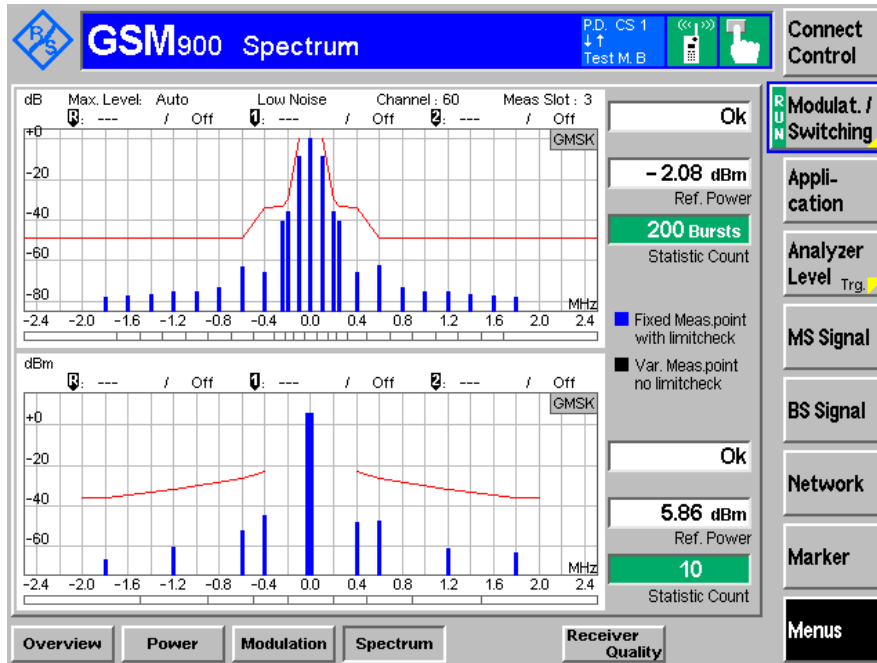 R/S
GSM900 Spectrum
P.D. CS 1
↓↑
Test M. B
Connect Control
dB Max. Level: Auto Low Noise Channel : 60 Meas Slot : 3
R: --- / Off 1: --- / Off 2: --- / Off
+0
GMSK
-20
-40
-60
-80
MHz
-2.4 -2.0 -1.6 -1.2 -0.8 -0.4 0.0 0.4 0.8 1.2 1.6 2.0 2.4
Ok
- 2.08 dBm
Ref. Power
200 Bursts
Statistic Count
Fixed Meas.point
with limitcheck
Var. Meas.point
no limitcheck
dBm
R: --- / Off 1: --- / Off 2: --- / Off
GMSK
+0
-20
-40
-60
MHz
-2.4 -2.0 -1.6 -1.2 -0.8 -0.4 0.0 0.4 0.8 1.2 1.6 2.0 2.4
Ok
5.86 dBm
Ref. Power
10
Statistic Count
RUN
Modulat. /
Switching
Appli-
cation
Analyzer
Level Trg.
MS Signal
BS Signal
Network
Marker
Menus
Overview Power Modulation Spectrum Receiver
Quality